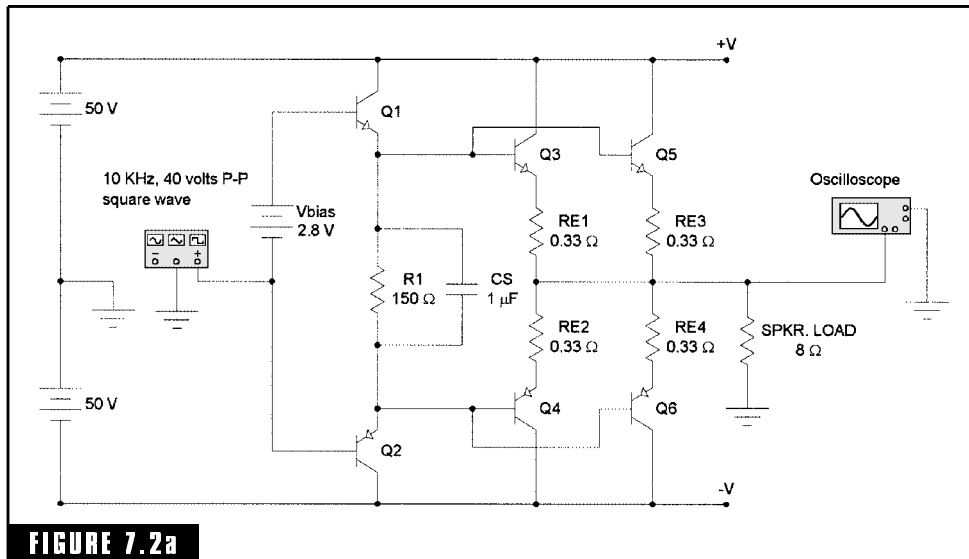 +V
50 V
Q1
Q3
Q5
10 KHz, 40 volts P-P
square wave
Oscilloscope
Vbias
2.8 V
RE1
0.33 Ω
RE3
0.33 Ω
− +
R1
150 Ω
CS
1 µF
RE2
0.33 Ω
RE4
0.33 Ω
SPKR. LOAD
8 Ω
50 V
Q4
Q6
Q2
-V
FIGURE 7.2a